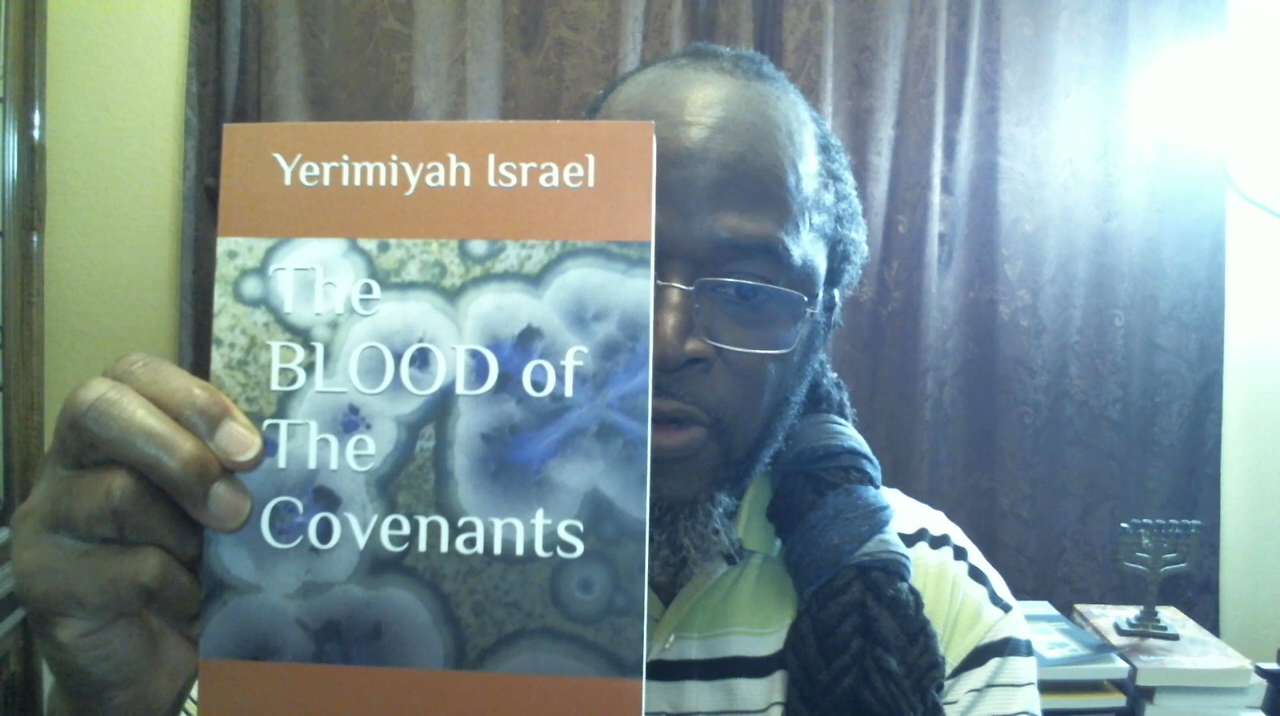 Yerimiyah Israel
The
BLOOD of
The
Covenants